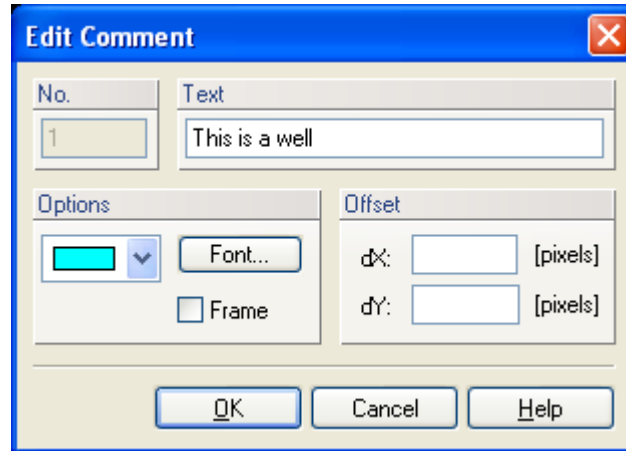 Edit Comment
No.
Text
1
This is a well
Options
Offset
Font...
dX:
[pixels]
Frame
dY:
[pixels]
OK
Cancel
Help